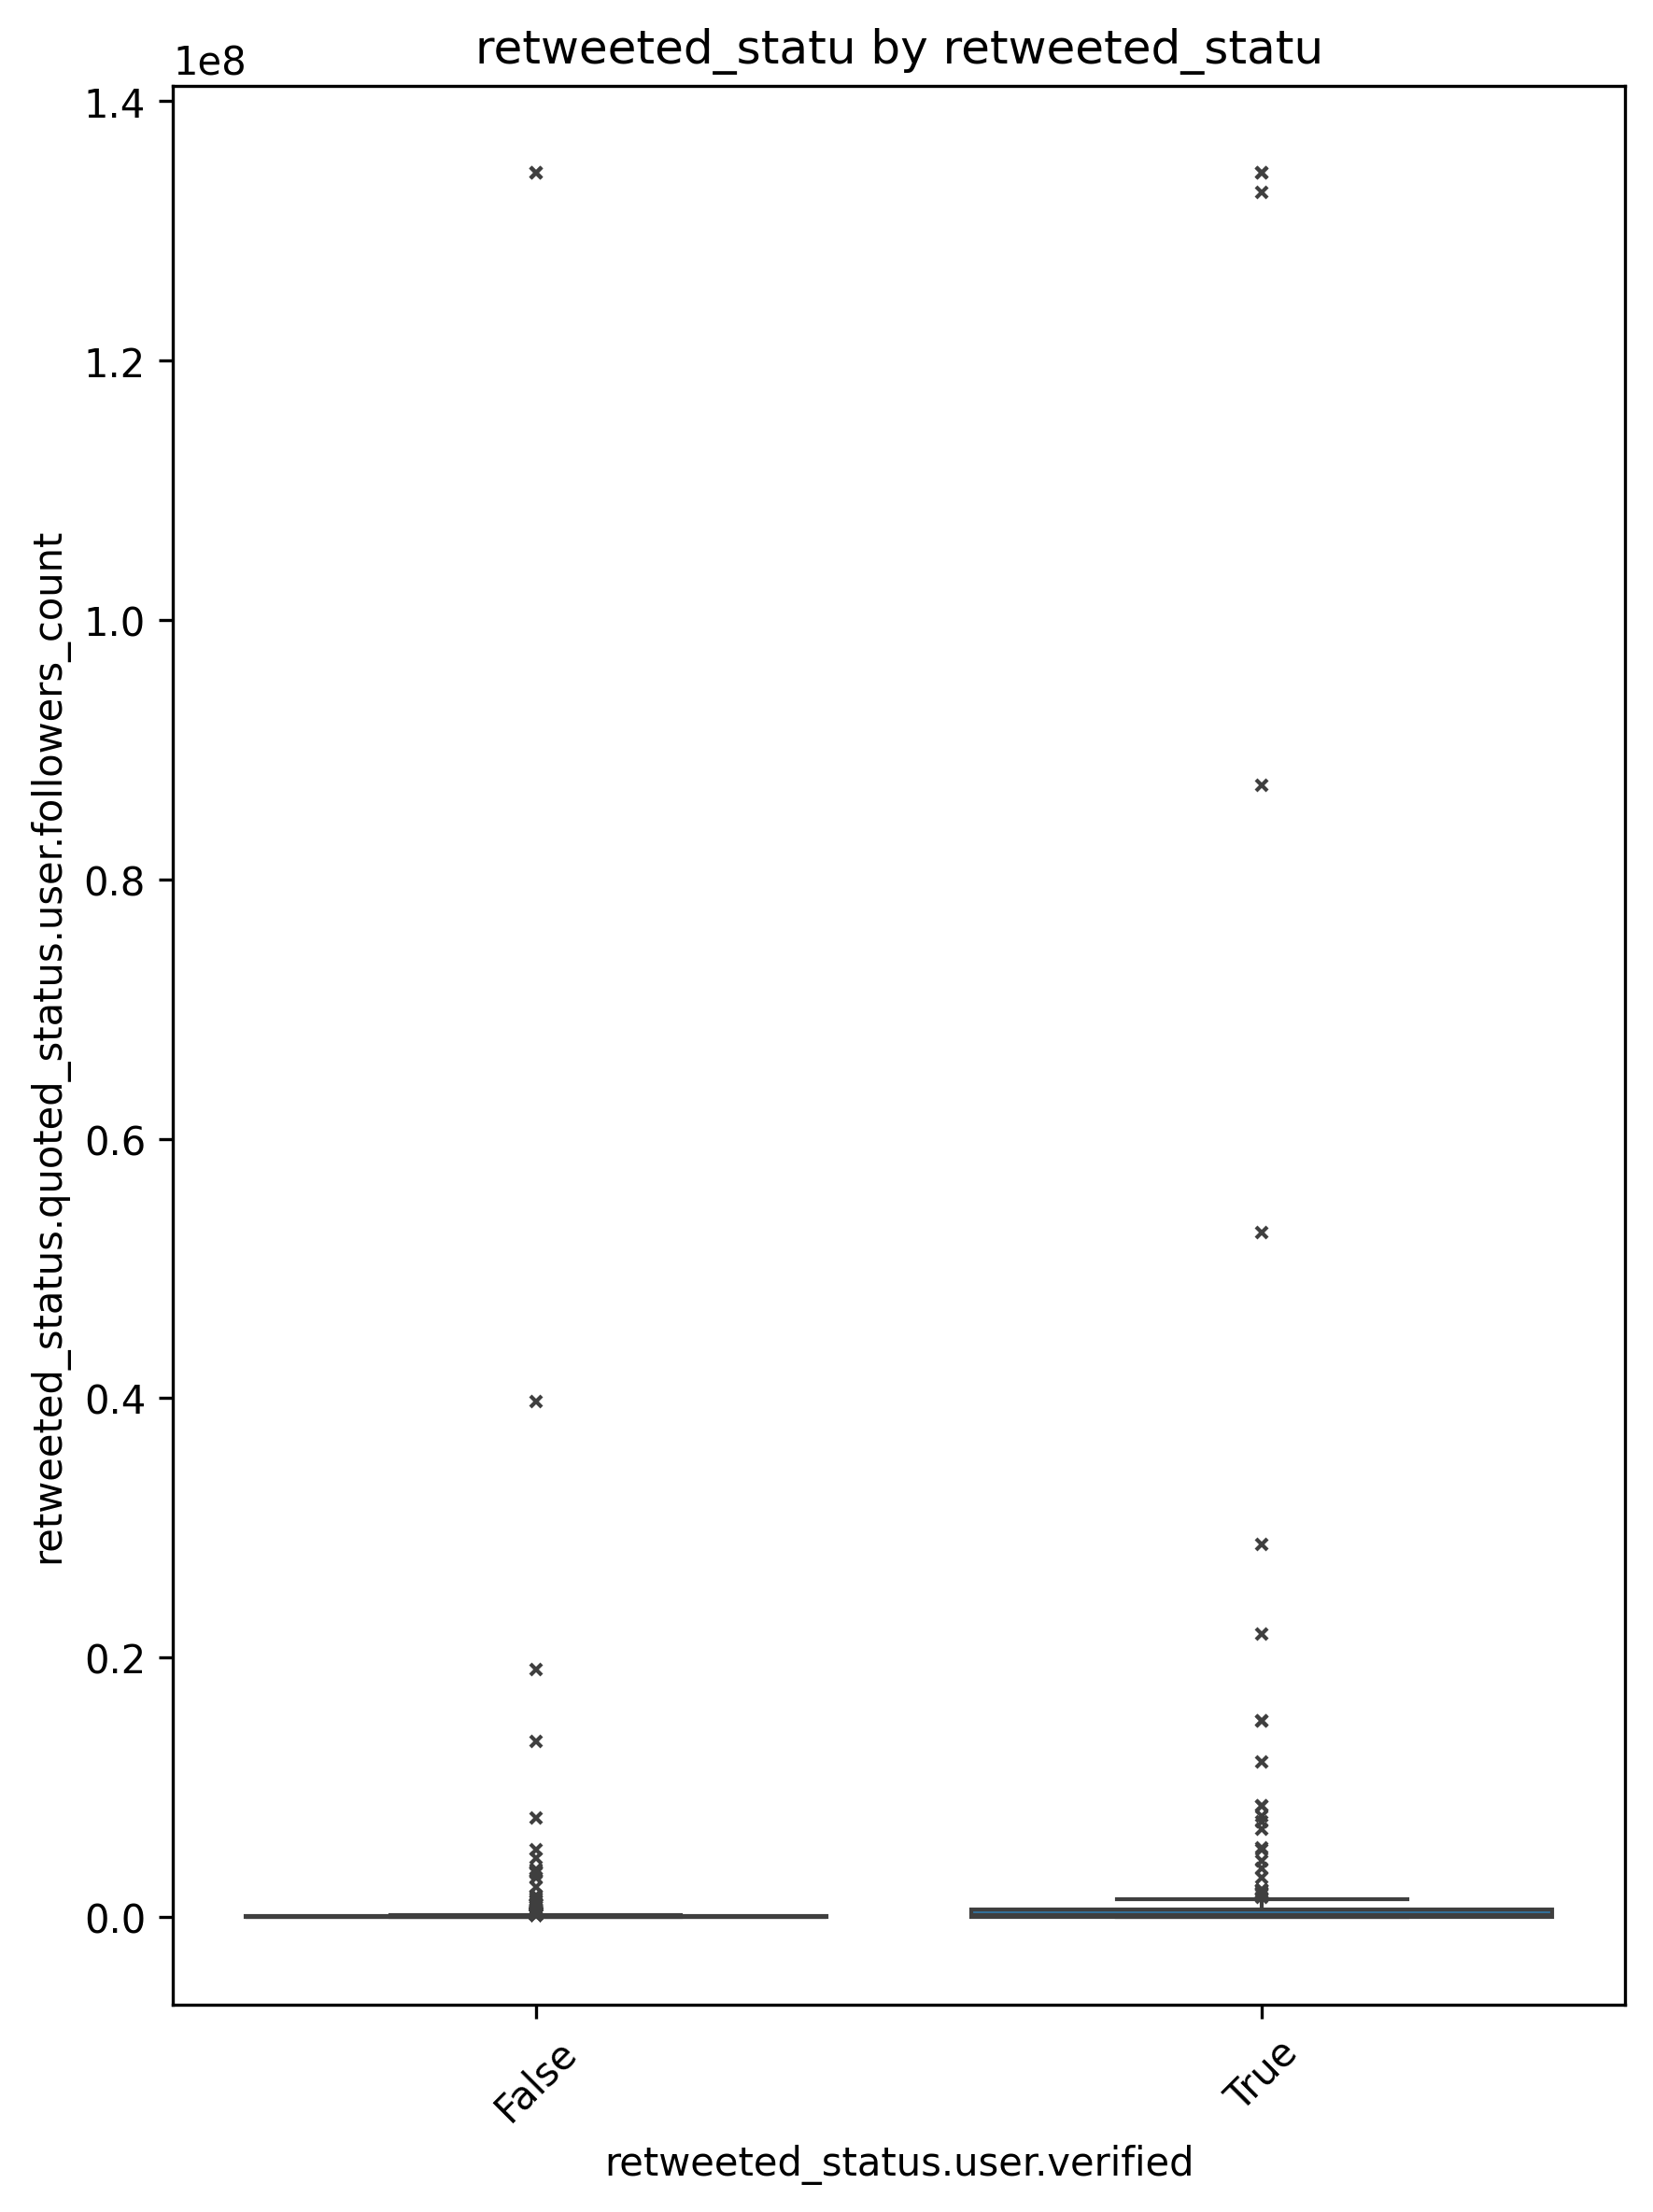 retweeted_statu by retweeted_statu
1e8
1.4
1.2
1.0
0.8
0.6
0.4
0.2
0.0
retweeted_status.quoted_status.user.followers_count
False
True
retweeted_status.user.verified